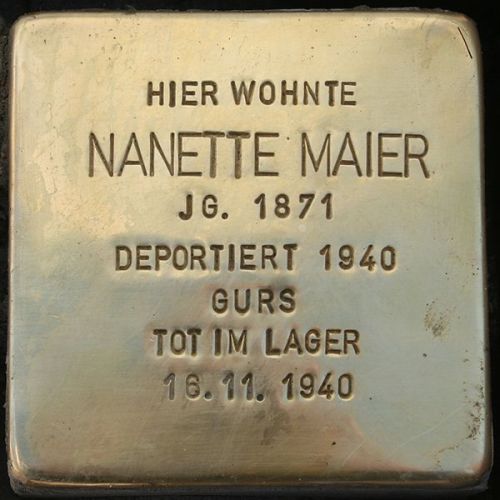 HIER WOHNTE
NANETTE MAIER
JG. 1871
DEPORTIERT 1940
GURS
TOT IM LAGER
16.11. 1940